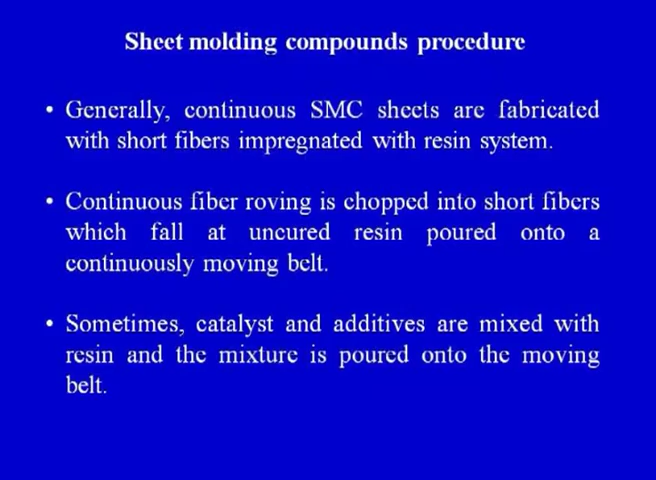 Sheet molding compounds procedure
• Generally, continuous SMC sheets are fabricated
with short fibers impregnated with resin system.
• Continuous fiber roving is chopped into short fibers
which fall at uncured resin poured onto a
continuously moving belt.
• Sometimes, catalyst and additives are mixed with
resin and the mixture is poured onto the moving
belt.